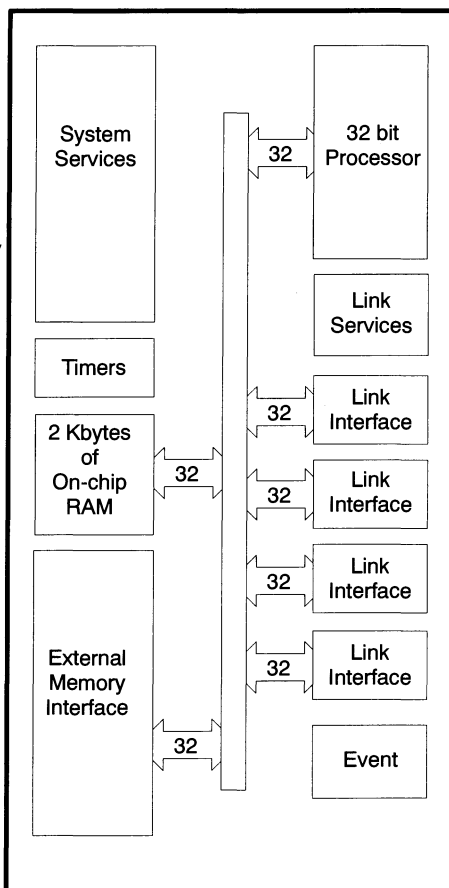 System
Services
32
32 bit
Processor
Link
Services
Timers
32
Link
Interface
2 Kbytes
of
On-chip
RAM
32
32
Link
Interface
32
Link
Interface
External
Memory
Interface
32
32
Link
Interface
Event